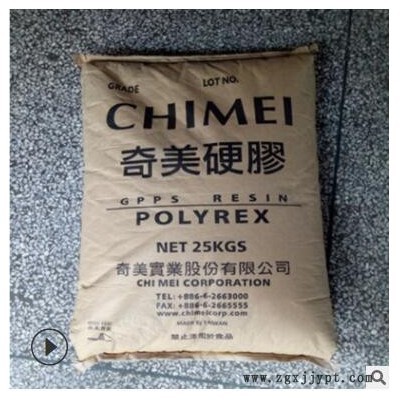 GRADE LOT NO.
CHIMEI
奇美硬膠
GPPS RESIN
POLYREX
NET 25KGS
奇美實業股份有限公司
CHI MEI CORPORATION
TEL: +886-6-2663000
FAX: +886-6-2665555
www.chimeicorp.com
MADE IN TAIWAN
禁止添加於食品
www.zgxjjypt.com